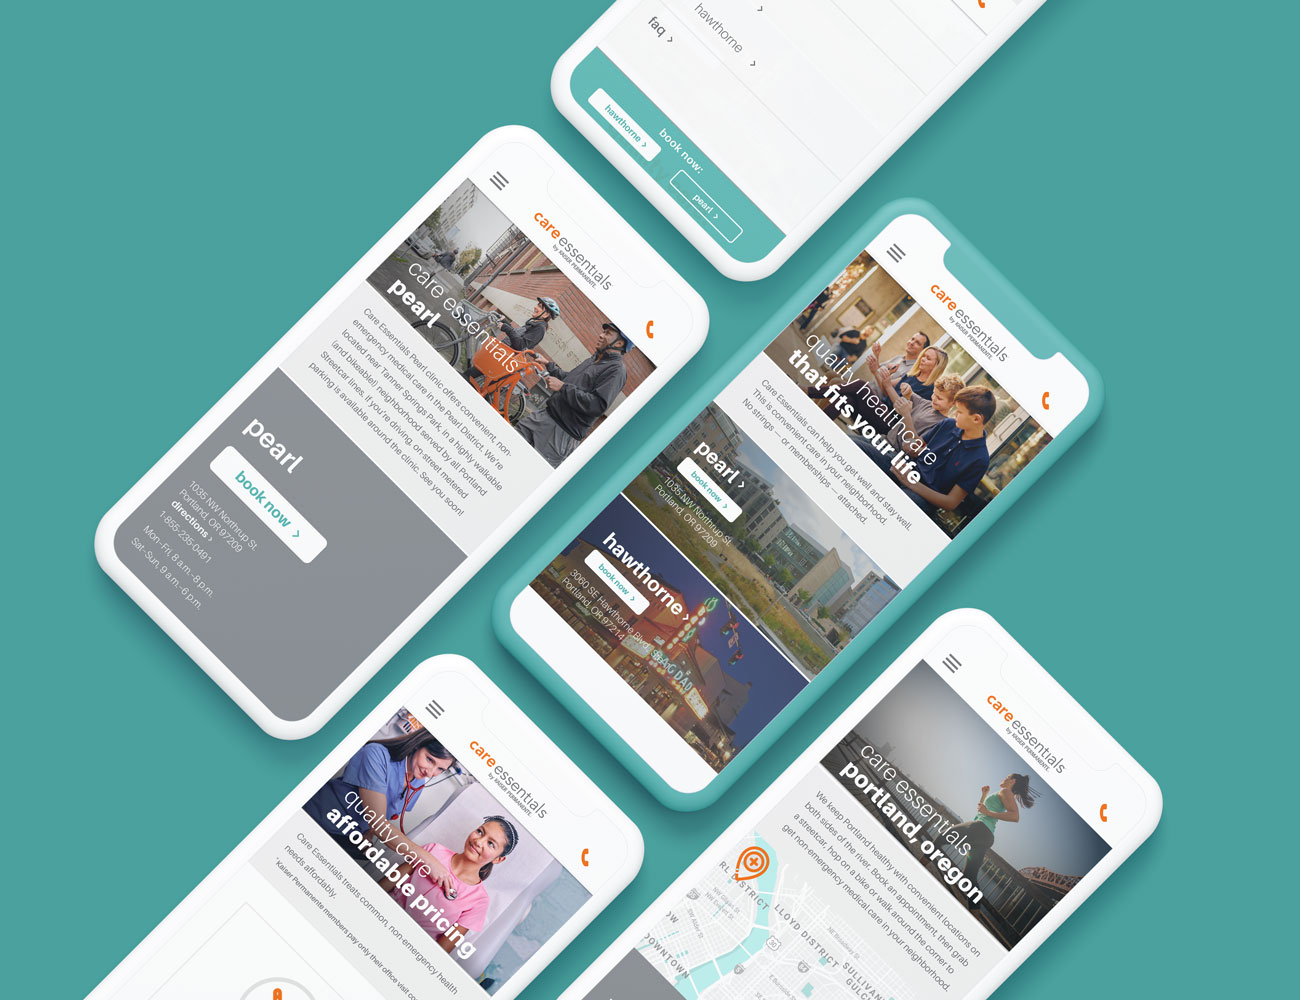 hawthorne ›
faq ›
book now:
hawthorne ›
pearl ›
care essentials
by KAISER PERMANENTE.
care essentials
pearl
Care Essentials Pearl clinic offers convenient, non-
emergency medical care in the Pearl District. We're
located near Tanner Springs Park, in a highly walkable
(and bikeable!) neighborhood served by all Portland
Streetcar lines. If you're driving, on-street metered
parking is available around the clinic. See you soon!
pearl
book now ›
1035 NW Northrup St.
Portland, OR 97209
directions ›
1-855-235-0491
Mon-Fri, 8 a.m.-8 p.m.
Sat-Sun, 9 a.m.-6 p.m.
care essentials
by KAISER PERMANENTE.
quality healthcare
that fits your life
Care Essentials can help you get well and stay well.
This is convenient care in your neighborhood.
No strings — or memberships — attached.
pearl ›
book now ›
1035 NW Northrup St.
Portland, OR 97209
hawthorne ›
book now ›
3060 SE Hawthorne Blvd.
Portland, OR 97214
BAGDAD
care essentials
by KAISER PERMANENTE.
quality care
affordable pricing
Care Essentials treats common, non-emergency health
needs affordably.
*Kaiser Permanente members pay only their office visit co
care essentials
by KAISER PERMANENTE.
care essentials
portland, oregon
We keep Portland healthy with convenient locations on
both sides of the river. Book an appointment, then grab
a streetcar, hop on a bike or walk around the corner to
get non-emergency medical care in your neighborhood.
RL DISTRICT
LLOYD DISTRICT
SULLIVAN
GULC
DOWNTOWN
30